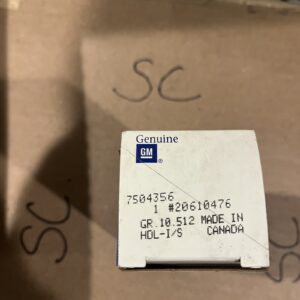 SC
Genuine
GM
®
7504356
1 #20610476
GR.10.512 MADE IN
HDL-I/S CANADA
SC